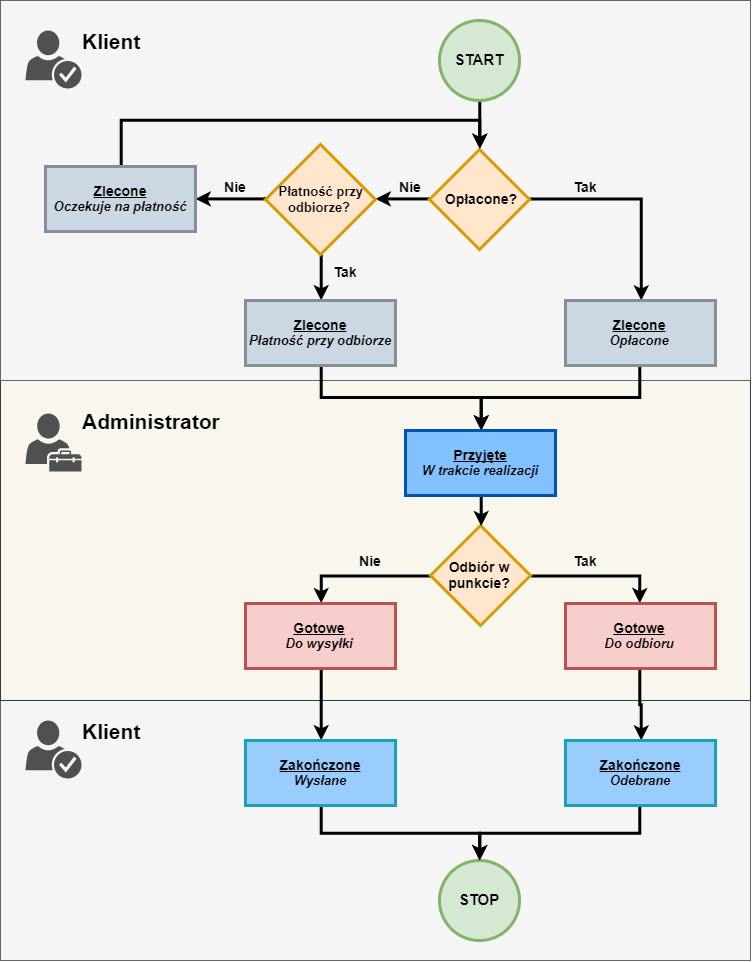 Klient
START
Płatność przy
odbiorze?
Nie
Nie
Opłacone?
Tak
Zlecone
Oczekuje na płatność
Tak
Zlecone
Płatność przy odbiorze
Zlecone
Opłacone
Administrator
Przyjęte
W trakcie realizacji
Nie
Odbiór w
punkcie?
Tak
Gotowe
Do wysyłki
Gotowe
Do odbioru
Klient
Zakończone
Wysłane
Zakończone
Odebrane
STOP